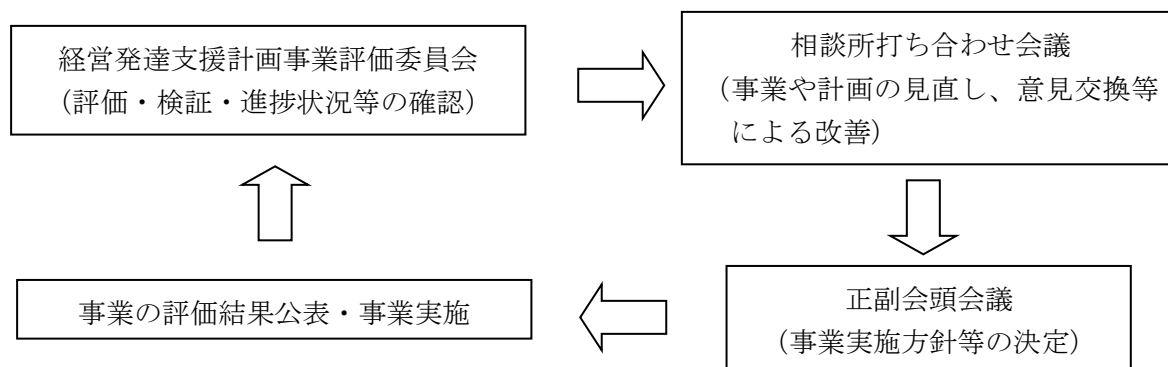 経営発達支援計画事業評価委員会
（評価・検証・進捗状況等の確認）
相談所打ち合わせ会議
（事業や計画の見直し、意見交換等
による改善）
事業の評価結果公表・事業実施
正副会頭会議
（事業実施方針等の決定）